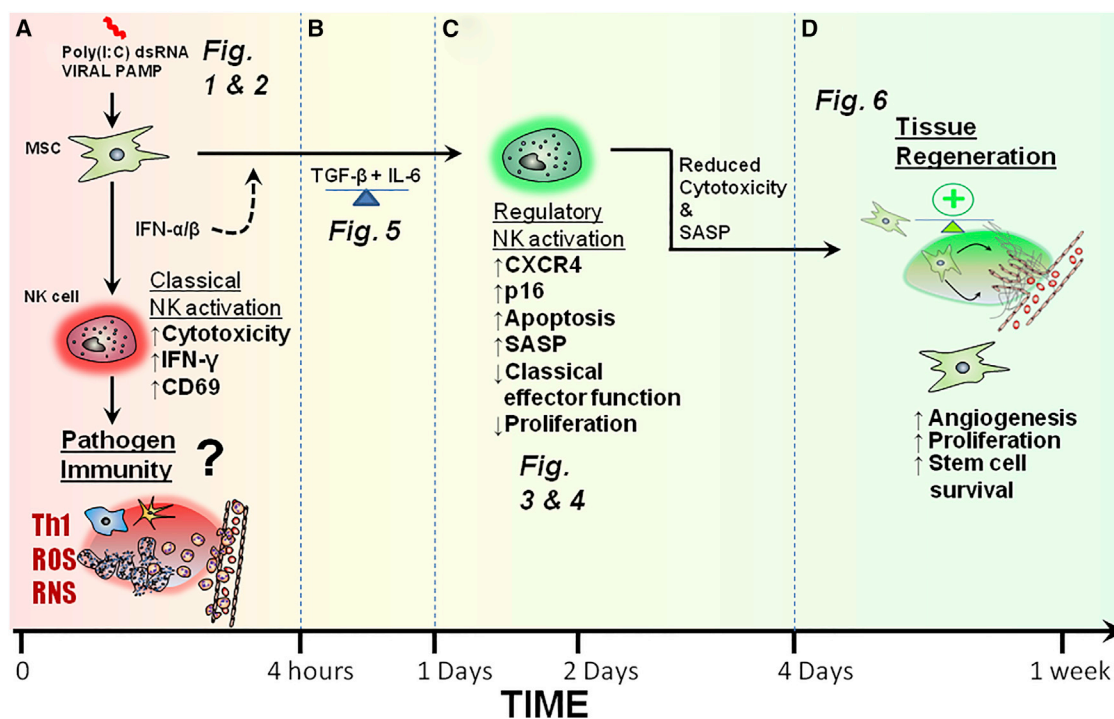 A
Poly(I:C) dsRNA
VIRAL PAMP
Fig.
1 & 2
MSC
IFN-α/β
NK cell
Classical
NK activation
↑Cytotoxicity
↑IFN-γ
↑CD69
Pathogen
Immunity
?
Th1
ROS
RNS
B
TGF-β + IL-6
Fig. 5
C
Regulatory
NK activation
↑CXCR4
↑p16
↑Apoptosis
↑SASP
↓Classical
effector function
↓Proliferation
Fig.
3 & 4
Reduced
Cytotoxicity
&
SASP
D
Fig. 6
Tissue
Regeneration
+
↑ Angiogenesis
↑ Proliferation
↑ Stem cell
survival
0
4 hours
1 Days
2 Days
4 Days
1 week
TIME